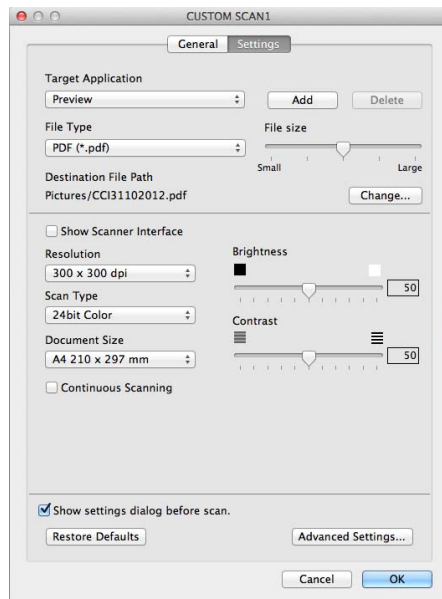 CUSTOM SCAN1
General Settings
Target Application
Preview Add Delete
File Type File size
PDF (*.pdf)
Small Large
Destination File Path
Pictures/CCI31102012.pdf Change...
Show Scanner Interface
Resolution Brightness
300 x 300 dpi
50
Scan Type
24bit Color
Contrast
Document Size
A4 210 x 297 mm 50
Continuous Scanning
Show settings dialog before scan.
Restore Defaults Advanced Settings...
Cancel OK